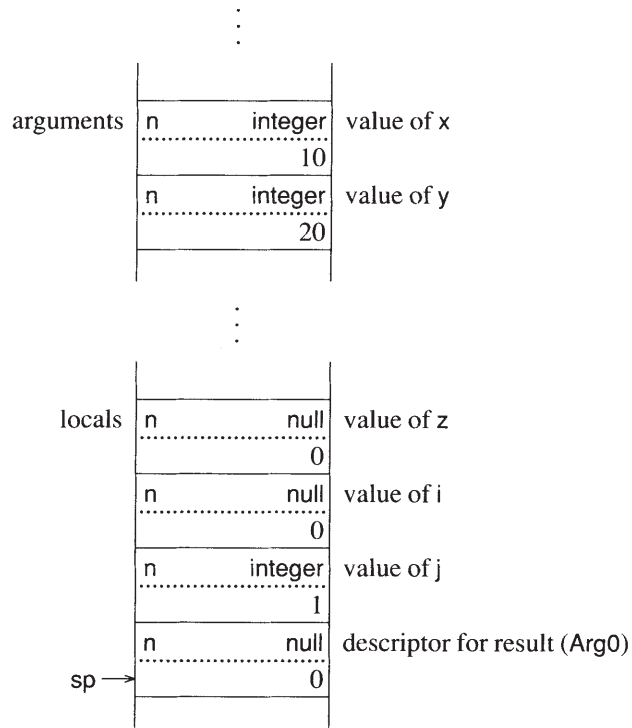 arguments n integer value of x
10
n integer value of y
20
locals n null value of z
0
n null value of i
0
n integer value of j
1
n null descriptor for result (Arg0)
sp 0